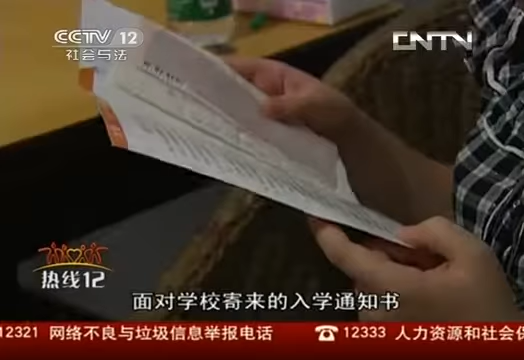 CCTV 12
社会与法
CNTV
热线12
面对学校寄来的入学通知书
12321 网络不良与垃圾信息举报电话 ☎12333 人力资源和社会保